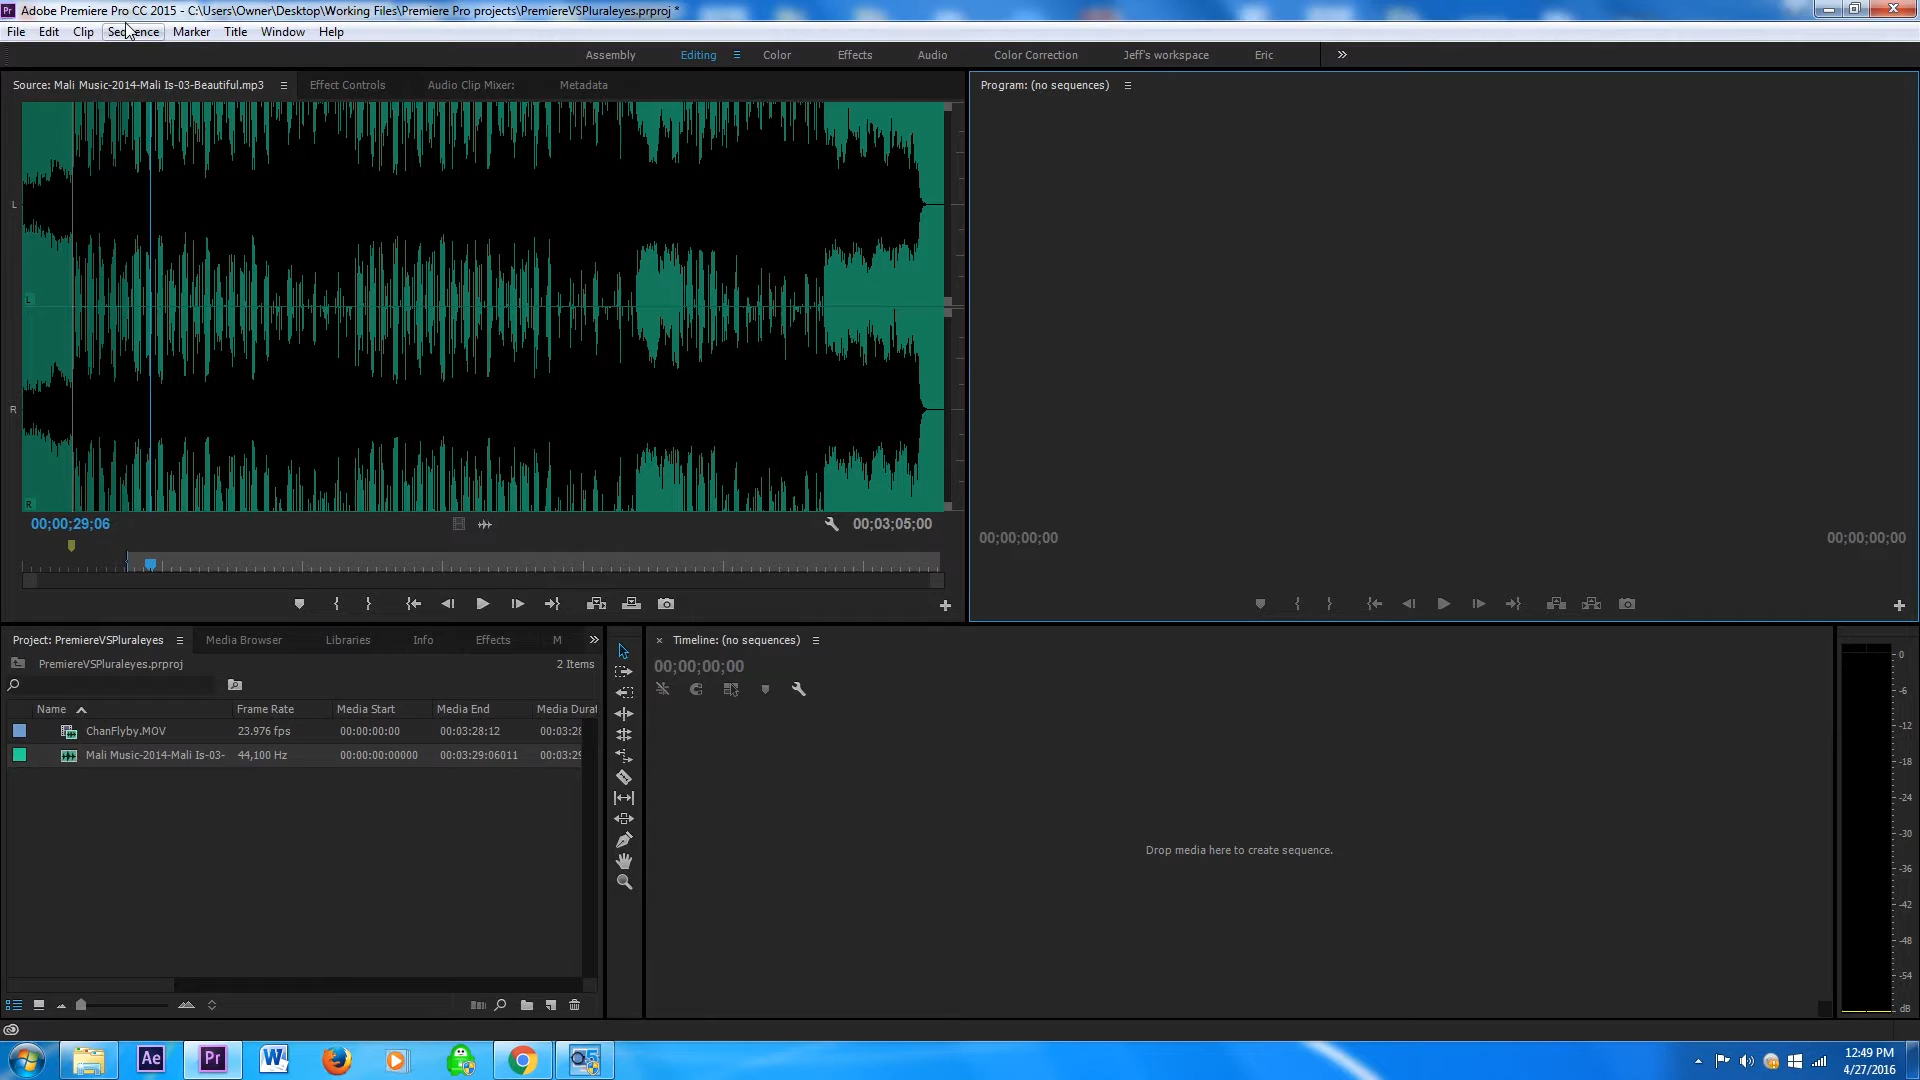 Pr Adobe Premiere Pro CC 2015 - C:\Users\Owner\Desktop\Working Files\Premiere Pro projects\PremiereVSPluraleyes.prproj *
File Edit Clip Sequence Marker Title Window Help
Assembly Editing Color Effects Audio Color Correction Jeff's workspace Eric
Source: Mali Music-2014-Mali Is-03-Beautiful.mp3 Effect Controls Audio Clip Mixer: Metadata
Program: (no sequences)
L
L
R
R
00;00;29;06 00;03;05;00
00;00;00;00 00;00;00;00
Project: PremiereVSPluraleyes Media Browser Libraries Info Effects M
PremiereVSPluraleyes.prproj 2 Items
Name Frame Rate Media Start Media End Media Durat
ChanFlyby.MOV 23.976 fps 00:00:00:00 00:03:28:12 00:03:28
Mali Music-2014-Mali Is-03- 44,100 Hz 00:00:00:00000 00:03:29:06011 00:03:29
Timeline: (no sequences)
00;00;00;00
Drop media here to create sequence.
0
-6
-12
-18
-24
-30
-36
-42
-48
-54
dB
Ae Pr W
12:49 PM
4/27/2016